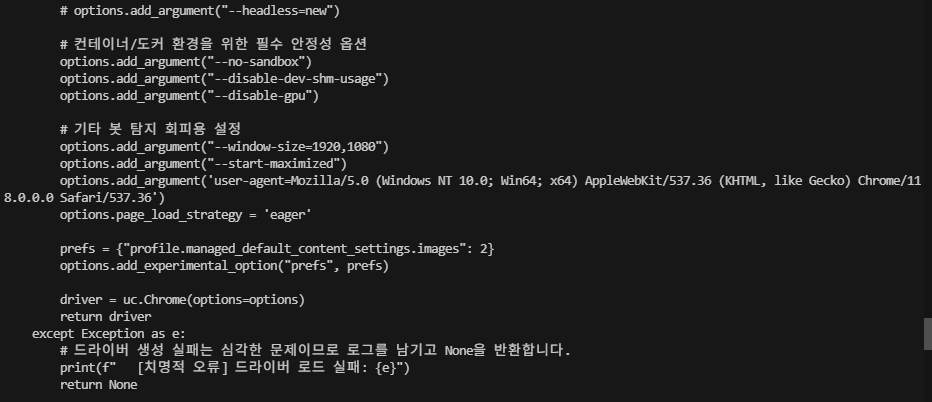 # options.add_argument("--headless=new")
# 컨테이너/도커 환경을 위한 필수 안정성 옵션
options.add_argument("--no-sandbox")
options.add_argument("--disable-dev-shm-usage")
options.add_argument("--disable-gpu")
# 기타 봇 탐지 회피용 설정
options.add_argument("--window-size=1920,1080")
options.add_argument("--start-maximized")
options.add_argument('user-agent=Mozilla/5.0 (Windows NT 10.0; Win64; x64) AppleWebKit/537.36 (KHTML, like Gecko) Chrome/11
8.0.0.0 Safari/537.36')
options.page_load_strategy = 'eager'
prefs = {"profile.managed_default_content_settings.images": 2}
options.add_experimental_option("prefs", prefs)
driver = uc.Chrome(options=options)
return driver
except Exception as e:
# 드라이버 생성 실패는 심각한 문제이므로 로그를 남기고 None을 반환합니다.
print(f"   [치명적 오류] 드라이버 로드 실패: {e}")
return None